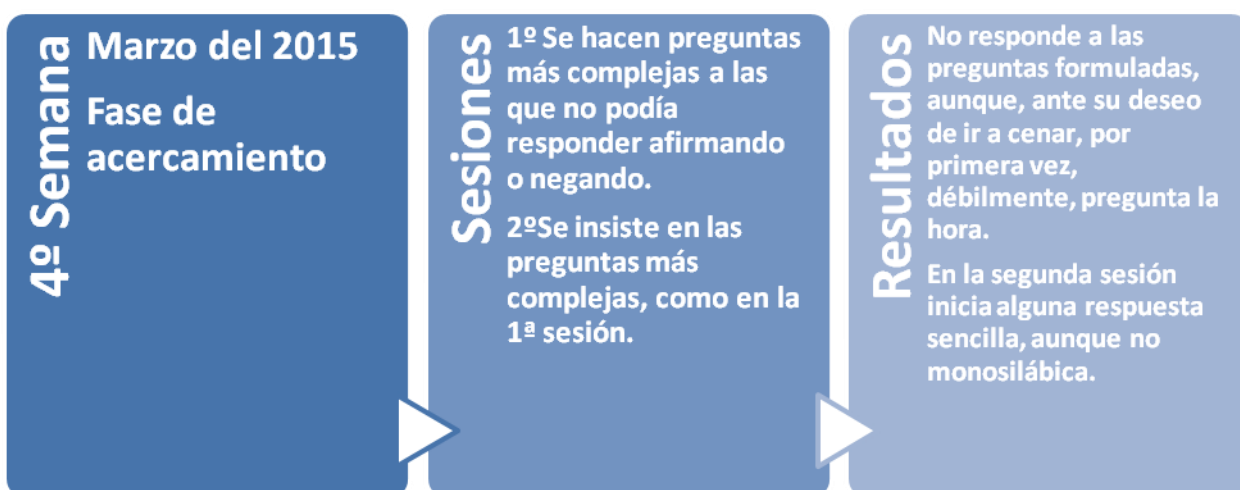 4º Semana
Marzo del 2015
Fase de
acercamiento
Sesiones
1º Se hacen preguntas
más complejas a las
que no podía
responder afirmando
o negando.
2ºSe insiste en las
preguntas más
complejas, como en la
1ª sesión.
Resultados
No responde a las
preguntas formuladas,
aunque, ante su deseo
de ir a cenar, por
primera vez,
débilmente, pregunta la
hora.
En la segunda sesión
inicia alguna respuesta
sencilla, aunque no
monosilábica.